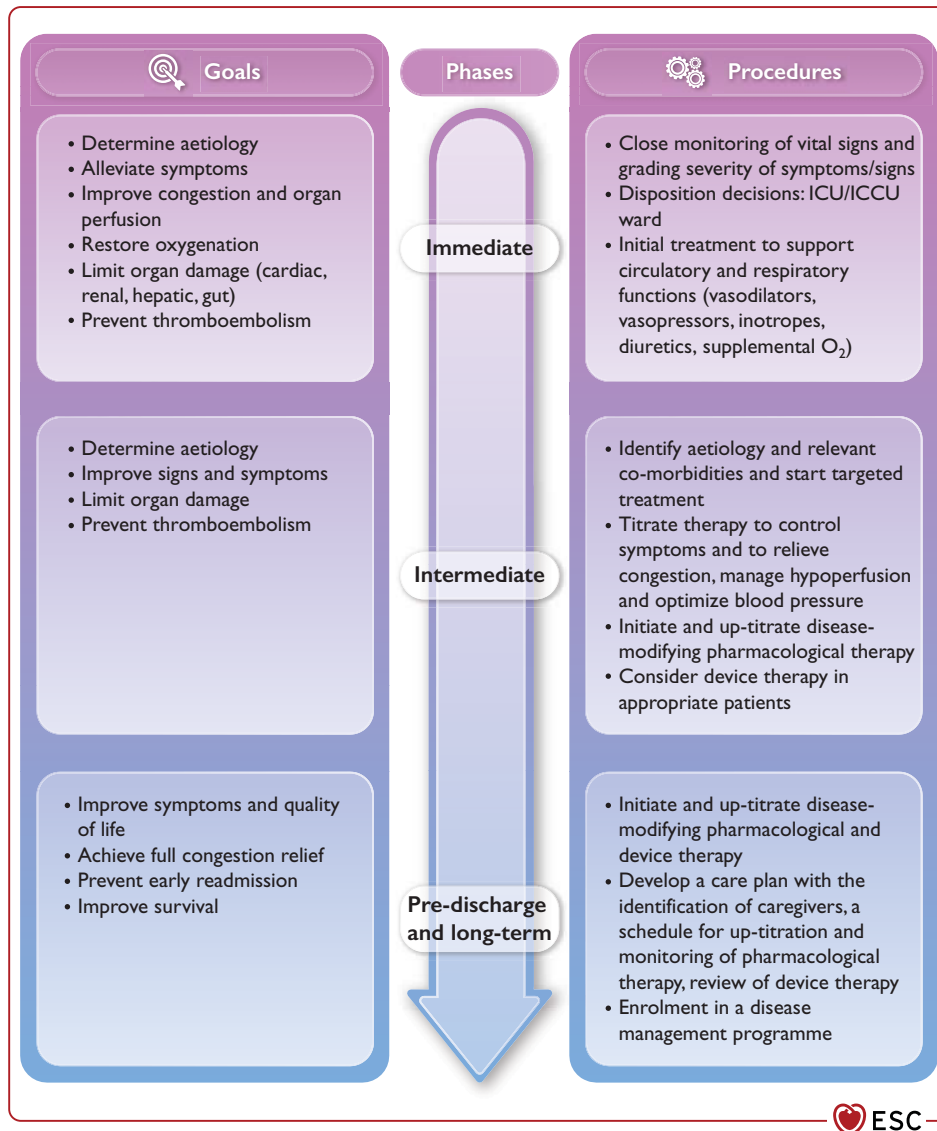 Goals
Phases
Procedures
• Determine aetiology
• Alleviate symptoms
• Improve congestion and organ
perfusion
• Restore oxygenation
• Limit organ damage (cardiac,
renal, hepatic, gut)
• Prevent thromboembolism
Immediate
• Close monitoring of vital signs and
grading severity of symptoms/signs
• Disposition decisions: ICU/ICCU
ward
• Initial treatment to support
circulatory and respiratory
functions (vasodilators,
vasopressors, inotropes,
diuretics, supplemental O₂)
• Determine aetiology
• Improve signs and symptoms
• Limit organ damage
• Prevent thromboembolism
Intermediate
• Identify aetiology and relevant
co-morbidities and start targeted
treatment
• Titrate therapy to control
symptoms and to relieve
congestion, manage hypoperfusion
and optimize blood pressure
• Initiate and up-titrate disease-
modifying pharmacological therapy
• Consider device therapy in
appropriate patients
• Improve symptoms and quality
of life
• Achieve full congestion relief
• Prevent early readmission
• Improve survival
Pre-discharge
and long-term
• Initiate and up-titrate disease-
modifying pharmacological and
device therapy
• Develop a care plan with the
identification of caregivers, a
schedule for up-titration and
monitoring of pharmacological
therapy, review of device therapy
• Enrolment in a disease
management programme
ESC